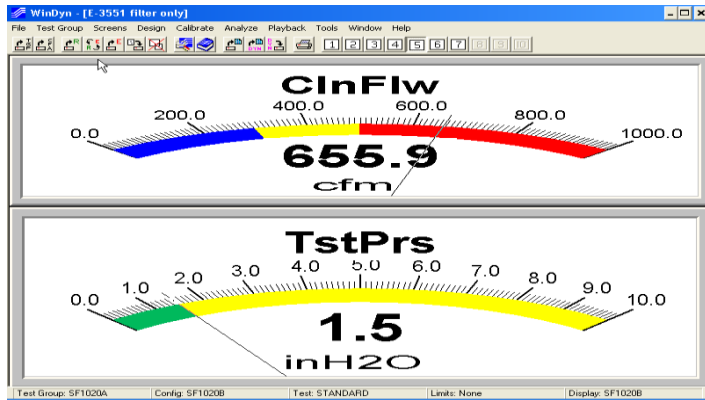 WinDyn - [E-3551 filter only]
File Test Group Screens Design Calibrate Analyze Playback Tools Window Help
1 2 3 4 5 6 7 8 9 10
ClnFlw
0.0 200.0 400.0 600.0 800.0 1000.0
655.9
cfm
TstPrs
0.0 1.0 2.0 3.0 4.0 5.0 6.0 7.0 8.0 9.0 10.0
1.5
inH2O
Test Group: SF1020A Config: SF1020B Test: STANDARD Limits: None Display: SF1020B